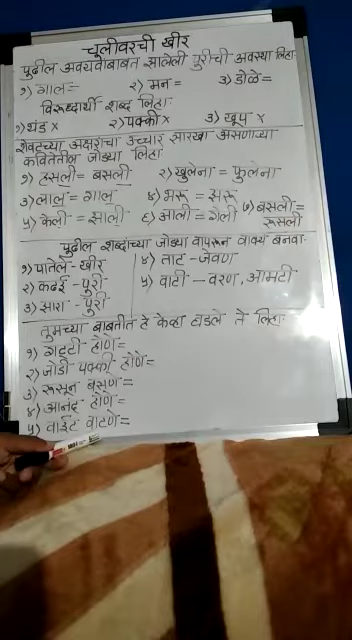 चूलीवरची खीर
पुढील अवयवांबाबत झालेली पुरीची अवस्था लिहा
१) गाल= २) मन= ३) डोळे=
विरूध्दार्थी शब्द लिहा
१) थंड x २) पक्की x ३) खूप x
शेवटच्या अक्षराचा उच्चार सारखा असणाऱ्या
कवितेतील जोड्या लिहा
१) हसली= बसली २) खुलेना = फुलेना
३) लाल= गाल ४) भरू = सरू
५) केली = झाली ६) आली= गेली ७) बसली=
रूसली
पुढील शब्दांच्या जोड्या वापरून वाक्य बनवा
१) पातेले-खीर ४) ताट -जेवण
२) कढई -पुरी ५) वाटी -वरण,आमटी
३) झारा -पुरी
तुमच्या बाबतीत हे केव्हा घडले ते लिहा
१) गट्टी होणे=
२) जोडी पक्की होणे=
३) रूसून बसणे=
४) आनंद होणे=
५) वाईट वाटणे=